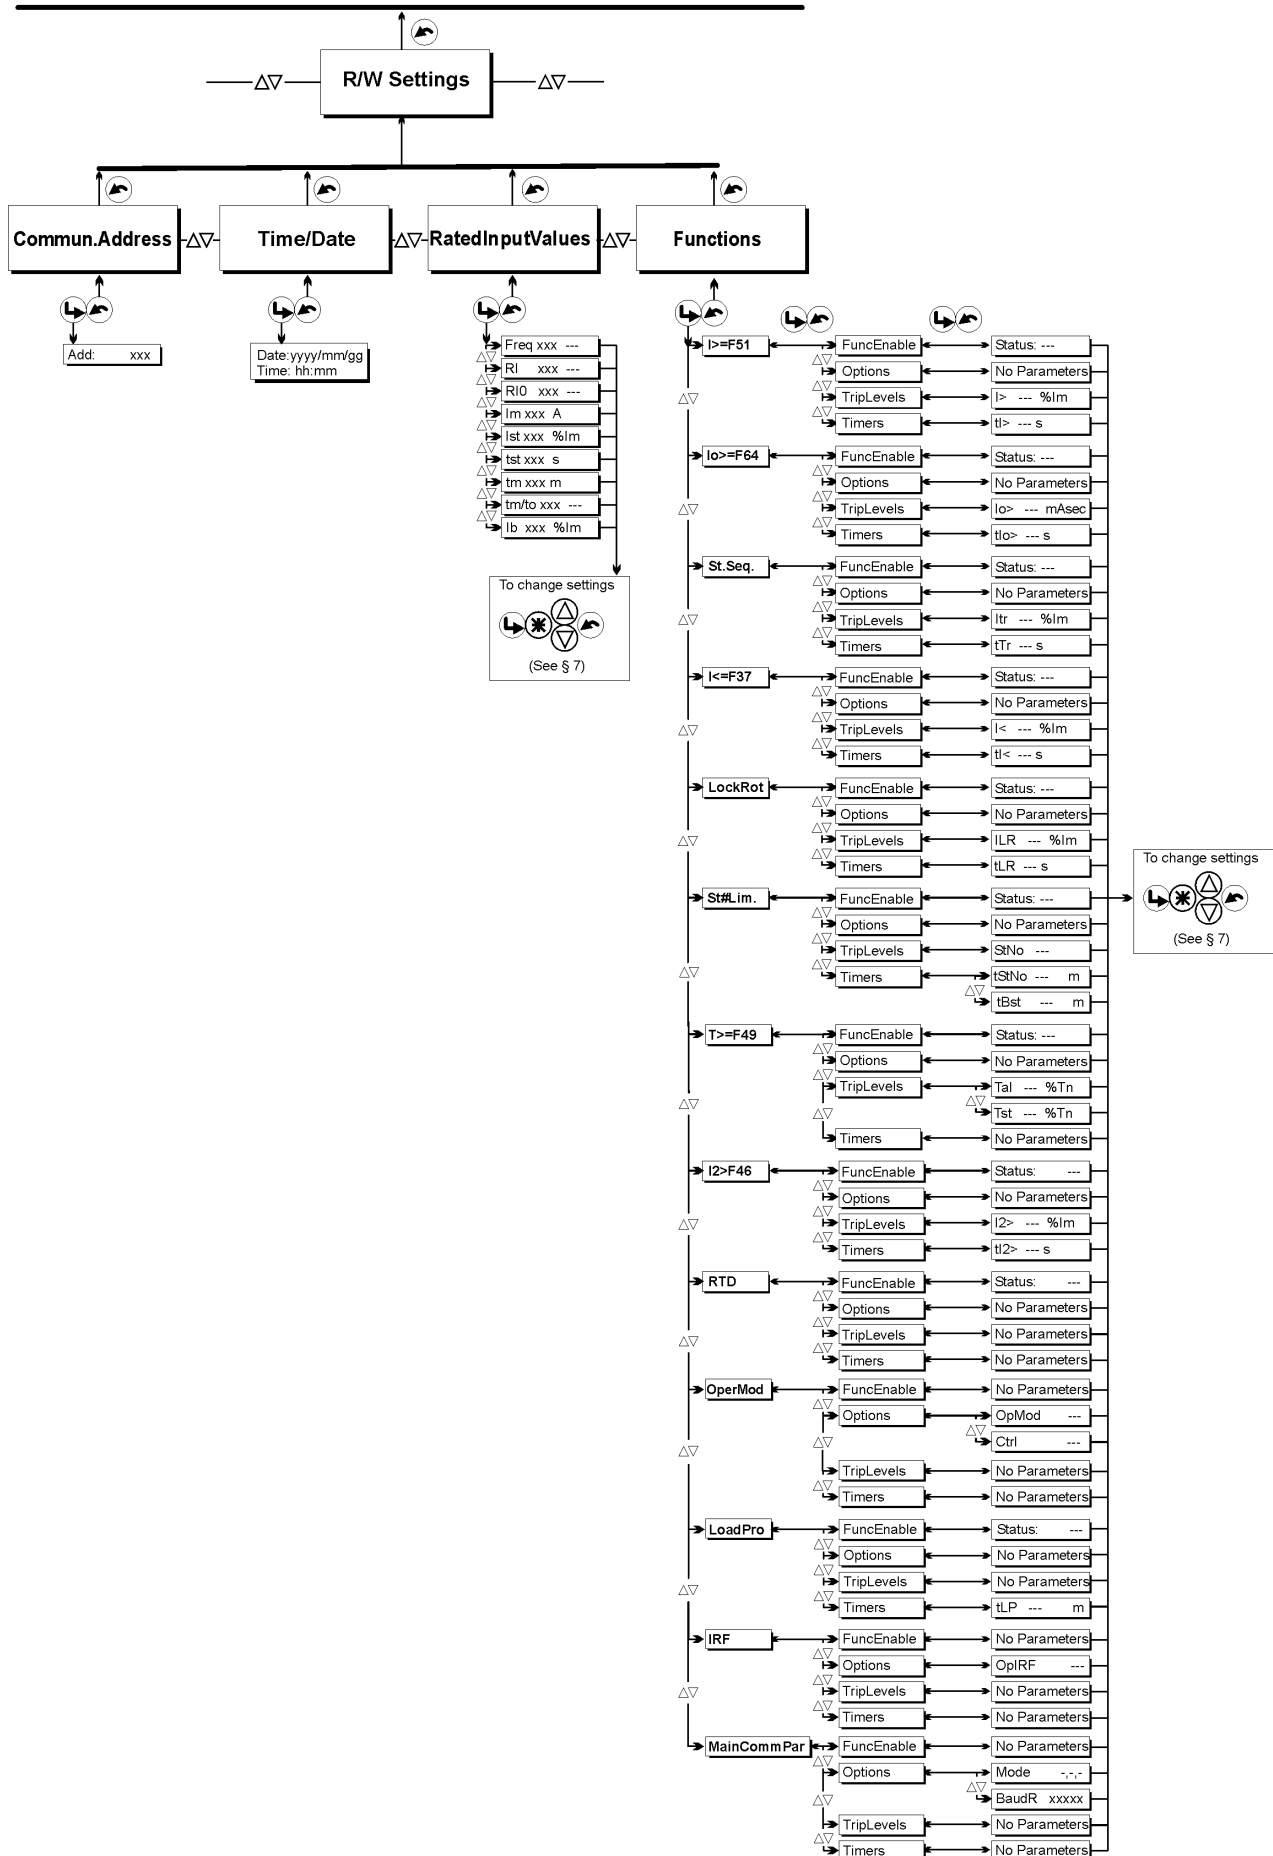 R/W Settings
Commun.Address
Time/Date
RatedInputValues
Functions
Add: xxx
Date:yyyy/mm/gg
Time: hh:mm
Freq xxx ---
RI xxx ---
RI0 xxx ---
Im xxx A
Ist xxx %Im
tst xxx s
tm xxx m
tm/to xxx ---
Ib xxx %Im
To change settings
(See § 7)
I>=F51
FuncEnable
Status: ---
Options
No Parameters
TripLevels
I> --- %Im
Timers
tI> --- s
Io>=F64
FuncEnable
Status: ---
Options
No Parameters
TripLevels
Io> --- mAsec
Timers
tIo> --- s
St.Seq.
FuncEnable
Status: ---
Options
No Parameters
TripLevels
Itr --- %Im
Timers
tTr --- s
I<=F37
FuncEnable
Status: ---
Options
No Parameters
TripLevels
I< --- %Im
Timers
tI< --- s
LockRot
FuncEnable
Status: ---
Options
No Parameters
TripLevels
ILR --- %Im
Timers
tLR --- s
St#Lim.
FuncEnable
Status: ---
Options
No Parameters
TripLevels
StNo ---
Timers
tStNo --- m
tBst --- m
To change settings
(See § 7)
T>=F49
FuncEnable
Status: ---
Options
No Parameters
TripLevels
Tal --- %Tn
Tst --- %Tn
Timers
No Parameters
I2>F46
FuncEnable
Status: ---
Options
No Parameters
TripLevels
I2> --- %Im
Timers
tI2> --- s
RTD
FuncEnable
Status: ---
Options
No Parameters
TripLevels
No Parameters
Timers
No Parameters
OperMod
FuncEnable
No Parameters
Options
OpMod ---
Ctrl ---
TripLevels
No Parameters
Timers
No Parameters
LoadPro
FuncEnable
Status: ---
Options
No Parameters
TripLevels
No Parameters
Timers
tLP --- m
IRF
FuncEnable
No Parameters
Options
OpIRF ---
TripLevels
No Parameters
Timers
No Parameters
MainCommPar
FuncEnable
No Parameters
Options
Mode -,-,-
BaudR xxxxx
TripLevels
No Parameters
Timers
No Parameters